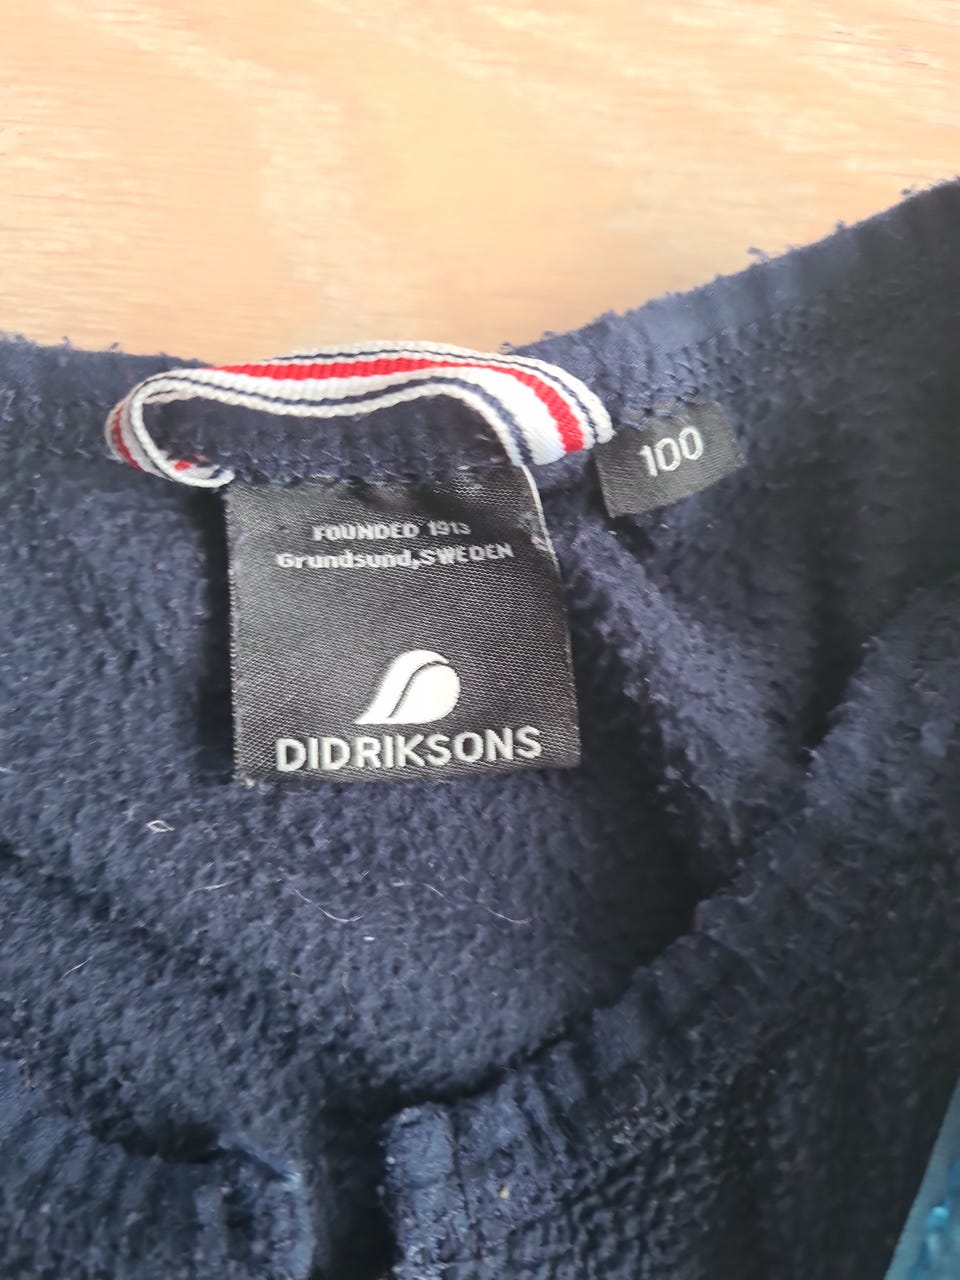 100
FOUNDED 1913
Grundsund,SWEDEN
DIDRIKSONS